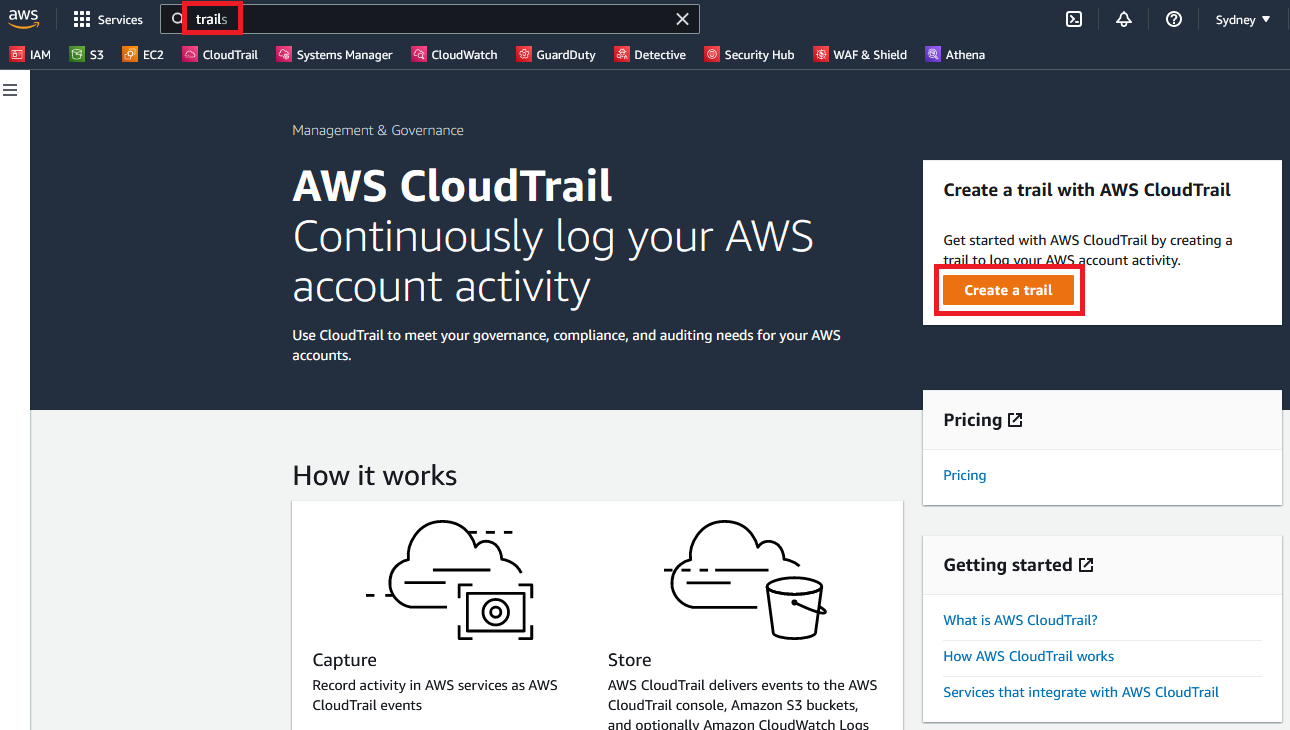 aws
Services
trails
Sydney
IAM
S3
EC2
CloudTrail
Systems Manager
CloudWatch
GuardDuty
Detective
Security Hub
WAF & Shield
Athena
Management & Governance
AWS CloudTrail
Continuously log your AWS
account activity
Use CloudTrail to meet your governance, compliance, and auditing needs for your AWS
accounts.
Create a trail with AWS CloudTrail
Get started with AWS CloudTrail by creating a
trail to log your AWS account activity.
Create a trail
Pricing
Pricing
How it works
Capture
Record activity in AWS services as AWS
CloudTrail events
Store
AWS CloudTrail delivers events to the AWS
CloudTrail console, Amazon S3 buckets,
and optionally Amazon CloudWatch Logs
Getting started
What is AWS CloudTrail?
How AWS CloudTrail works
Services that integrate with AWS CloudTrail